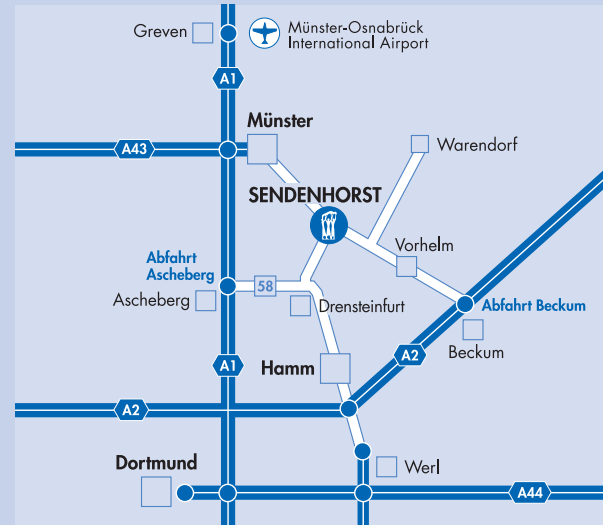 Greven
Münster-Osnabrück
International Airport
A1
Münster
A43
Warendorf
SENDENHORST
Vorhelm
Abfahrt
Ascheberg
58
Ascheberg
Drensteinfurt
Abfahrt Beckum
Beckum
A1
Hamm
A2
A2
Dortmund
Werl
A44